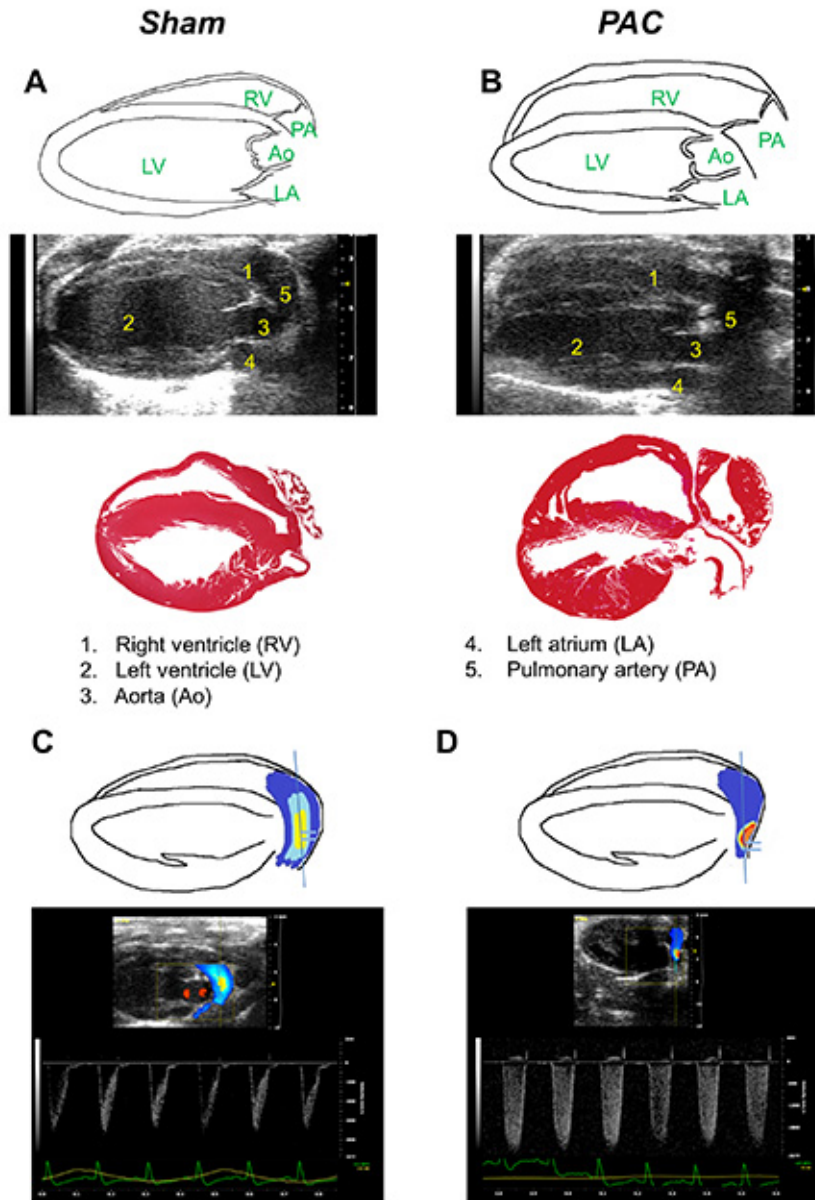 Sham
PAC
A
RV
PA
Ao
LV
LA
B
RV
PA
Ao
LV
LA
1
2
3
4
5
1
2
3
4
5
1. Right ventricle (RV)
2. Left ventricle (LV)
3. Aorta (Ao)
4. Left atrium (LA)
5. Pulmonary artery (PA)
C
D